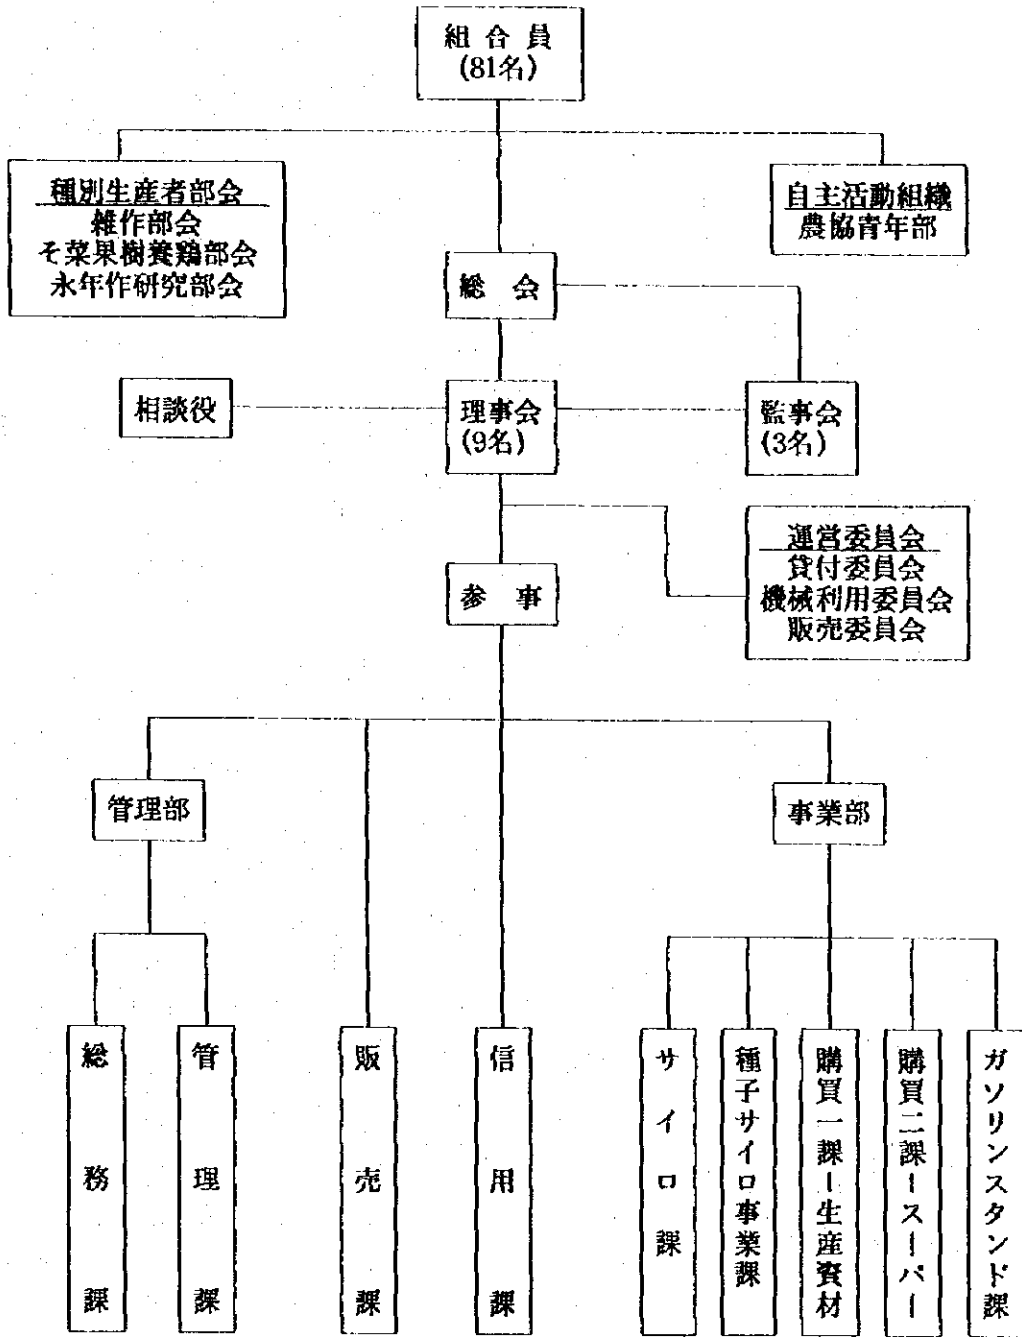 組合員
(81名)
種別生産者部会
雑作部会
そ菜果樹養鶏部会
永年作研究部会
自主活動組織
農協青年部
総会
相談役
理事会
(9名)
監事会
(3名)
運営委員会
貸付委員会
機械利用委員会
販売委員会
参事
管理部
事業部
総務課
管理課
販売課
信用課
サイロ課
種子サイロ事業課
購買一課ー生産資材
購買二課ースーパー
ガソリンスタンド課